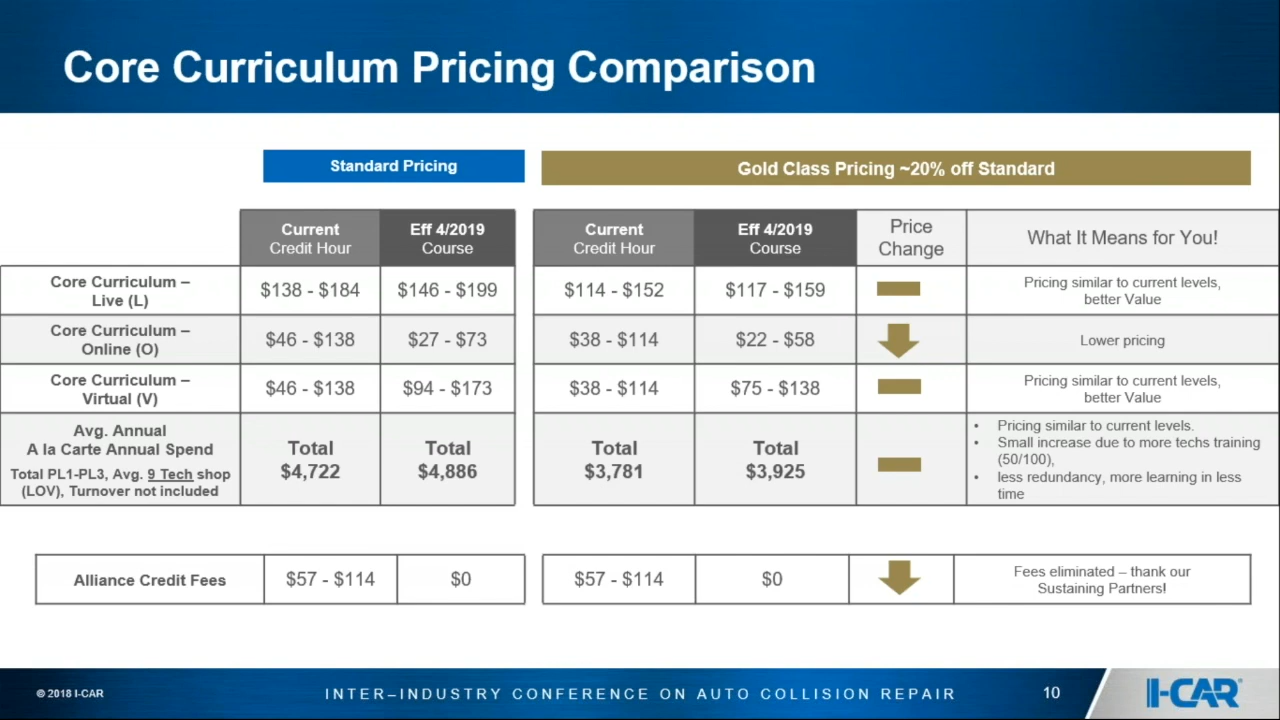 Core Curriculum Pricing Comparison
Standard Pricing
Gold Class Pricing ~20% off Standard
Current
Credit Hour
Eff 4/2019
Course
Current
Credit Hour
Eff 4/2019
Course
Price
Change
What It Means for You!
Core Curriculum –
Live (L)
$138 - $184
$146 - $199
$114 - $152
$117 - $159
Pricing similar to current levels,
better Value
Core Curriculum –
Online (O)
$46 - $138
$27 - $73
$38 - $114
$22 - $58
Lower pricing
Core Curriculum –
Virtual (V)
$46 - $138
$94 - $173
$38 - $114
$75 - $138
Pricing similar to current levels,
better Value
Avg. Annual
A la Carte Annual Spend
Total PL1-PL3, Avg. 9 Tech shop
(LOV), Turnover not included
Total
$4,722
Total
$4,886
Total
$3,781
Total
$3,925
• Pricing similar to current levels.
• Small increase due to more techs training
(50/100),
• less redundancy, more learning in less
time
Alliance Credit Fees
$57 - $114
$0
$57 - $114
$0
Fees eliminated – thank our
Sustaining Partners!
© 2018 I-CAR
INTER–INDUSTRY CONFERENCE ON AUTO COLLISION REPAIR
10
I-CAR